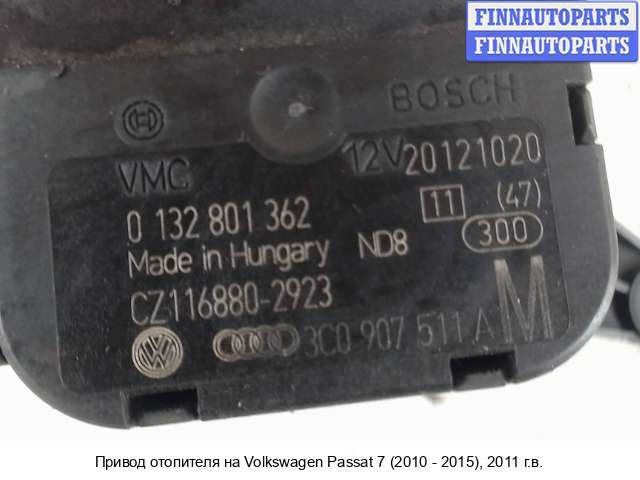 FINNAUTOPARTS
FINNAUTOPARTS
BOSCH
VMC 12V 20121020
0 132 801 362 11 (47)
Made in Hungary ND8 300
CZ116880-2923 M
3C0 907 511 A
Привод отопителя на Volkswagen Passat 7 (2010 - 2015), 2011 г.в.